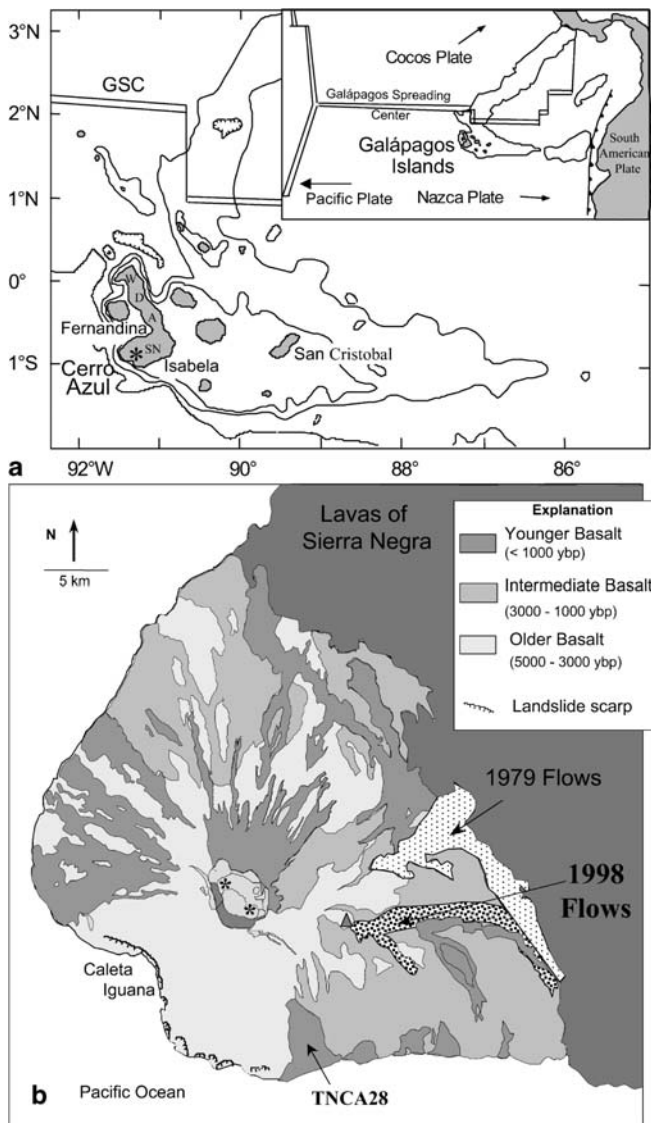 3°N
2°N
1°N
0°
1°S
92°W
90°
88°
86°
GSC
Cocos Plate
Galápagos Spreading
Center
Galápagos
Islands
South
American
Plate
Pacific Plate
Nazca Plate
W
D
A
SN
Fernandina
Isabela
San Cristobal
Cerro
Azul
a
N
5 km
Lavas of
Sierra Negra
Explanation
Younger Basalt
(< 1000 ybp)
Intermediate Basalt
(3000 - 1000 ybp)
Older Basalt
(5000 - 3000 ybp)
Landslide scarp
1979 Flows
1998
Flows
Caleta
Iguana
b
Pacific Ocean
TNCA28